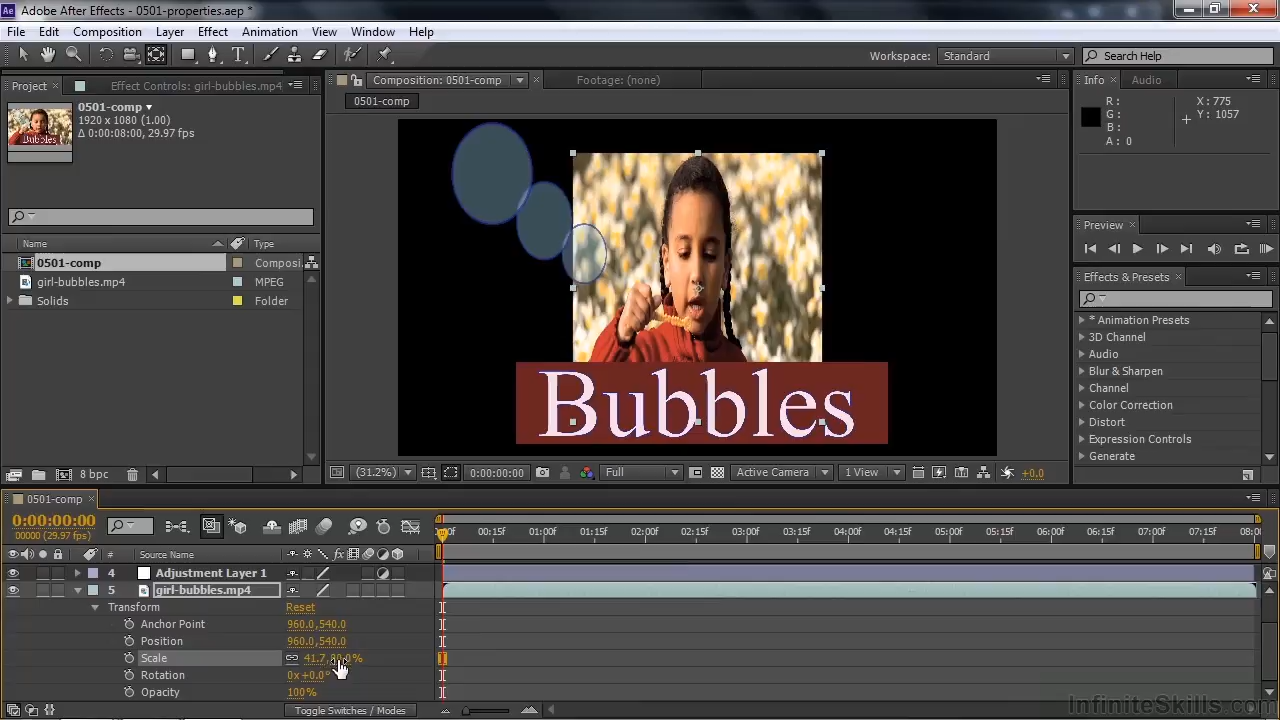 Adobe After Effects - 0501-properties.aep *
File Edit Composition Layer Effect Animation View Window Help
Workspace: Standard Search Help
Project Effect Controls: girl-bubbles.mp4
Composition: 0501-comp Footage: (none)
Info Audio
0501-comp
1920 x 1080 (1.00)
Δ 0:00:08:00, 29.97 fps
Bubbles
0501-comp
R: X: 775
G: Y: 1057
B:
A: 0
Name Type
0501-comp Composi...
girl-bubbles.mp4 MPEG
Solids Folder
Bubbles
Preview
Effects & Presets
* Animation Presets
3D Channel
Audio
Blur & Sharpen
Channel
Color Correction
Distort
Expression Controls
Generate
8 bpc
(31.2%) 0:00:00:00 Full Active Camera 1 View +0.0
0501-comp
0:00:00:00
00000 (29.97 fps)
00:15f 01:00f 01:15f 02:00f 02:15f 03:00f 03:15f 04:00f 04:15f 05:00f 05:15f 06:00f 06:15f 07:00f 07:15f
# Source Name fx
4 Adjustment Layer 1
5 girl-bubbles.mp4
Transform Reset
Anchor Point 960.0,540.0
Position 960.0,540.0
Scale 41.7,
Rotation 0x+0.0°
Opacity 100%
Toggle Switches / Modes
InfiniteSkills.com